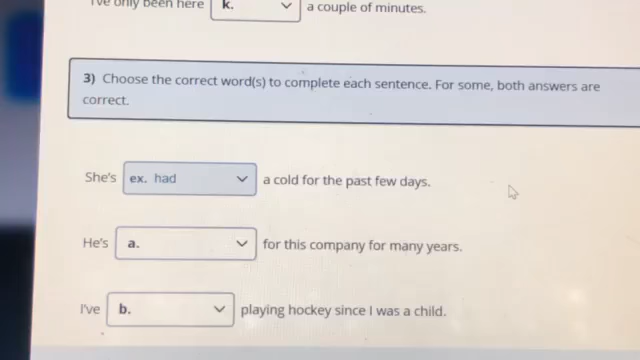 I've only been here k. a couple of minutes.
3) Choose the correct word(s) to complete each sentence. For some, both answers are
correct.
She's ex. had a cold for the past few days.
He's a. for this company for many years.
I've b. playing hockey since I was a child.